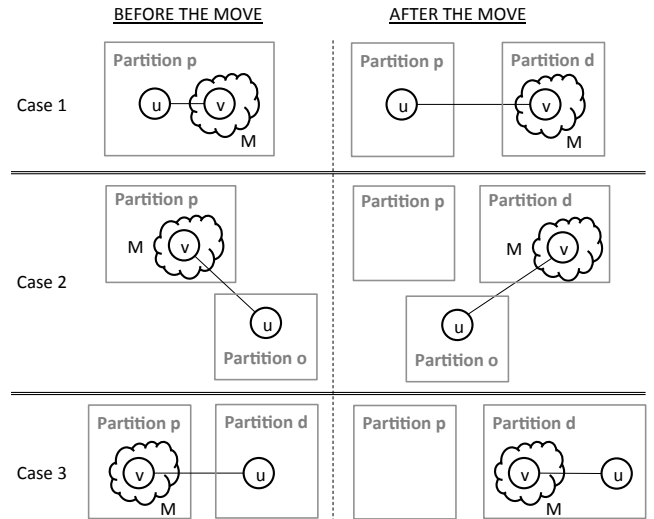 BEFORE THE MOVE AFTER THE MOVE
Partition p Partition p Partition d
Case 1 u v u v
M M
Partition p Partition p Partition d
M v M v
Case 2
u u
Partition o Partition o
Partition p Partition d Partition p Partition d
Case 3 v u v u
M M